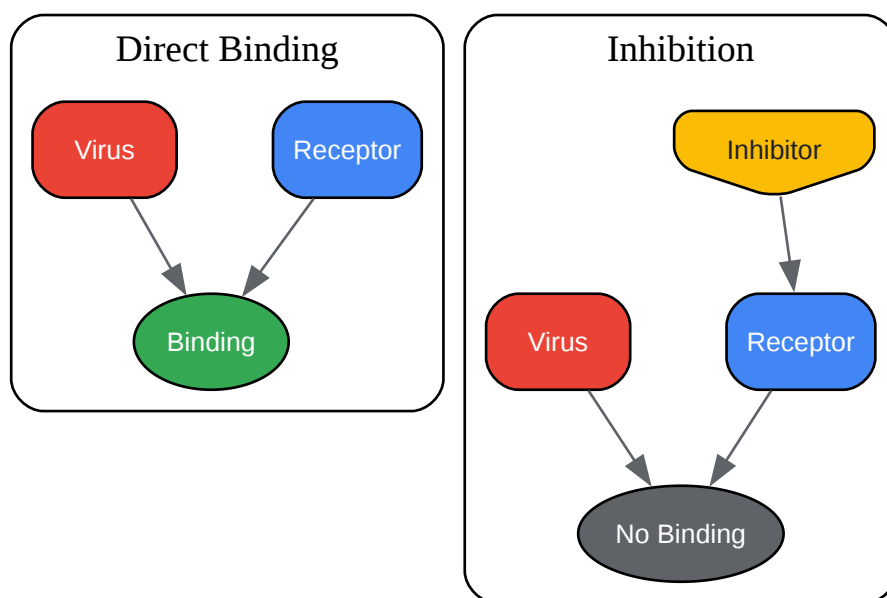 Direct Binding
Virus
Receptor
Binding
Inhibition
Inhibitor
Virus
Receptor
No Binding